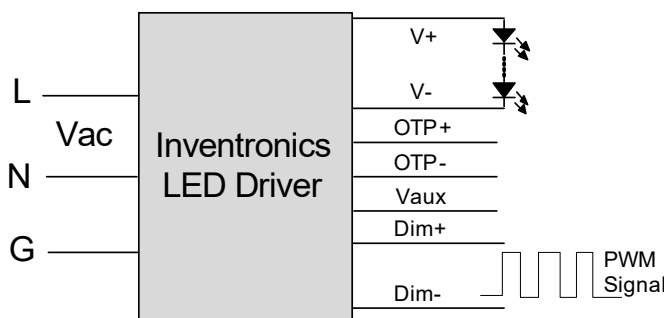 L
Vac
N
G
Inventronics
LED Driver
V+
V-
OTP+
OTP-
Vaux
Dim+
Dim-
PWM
Signal